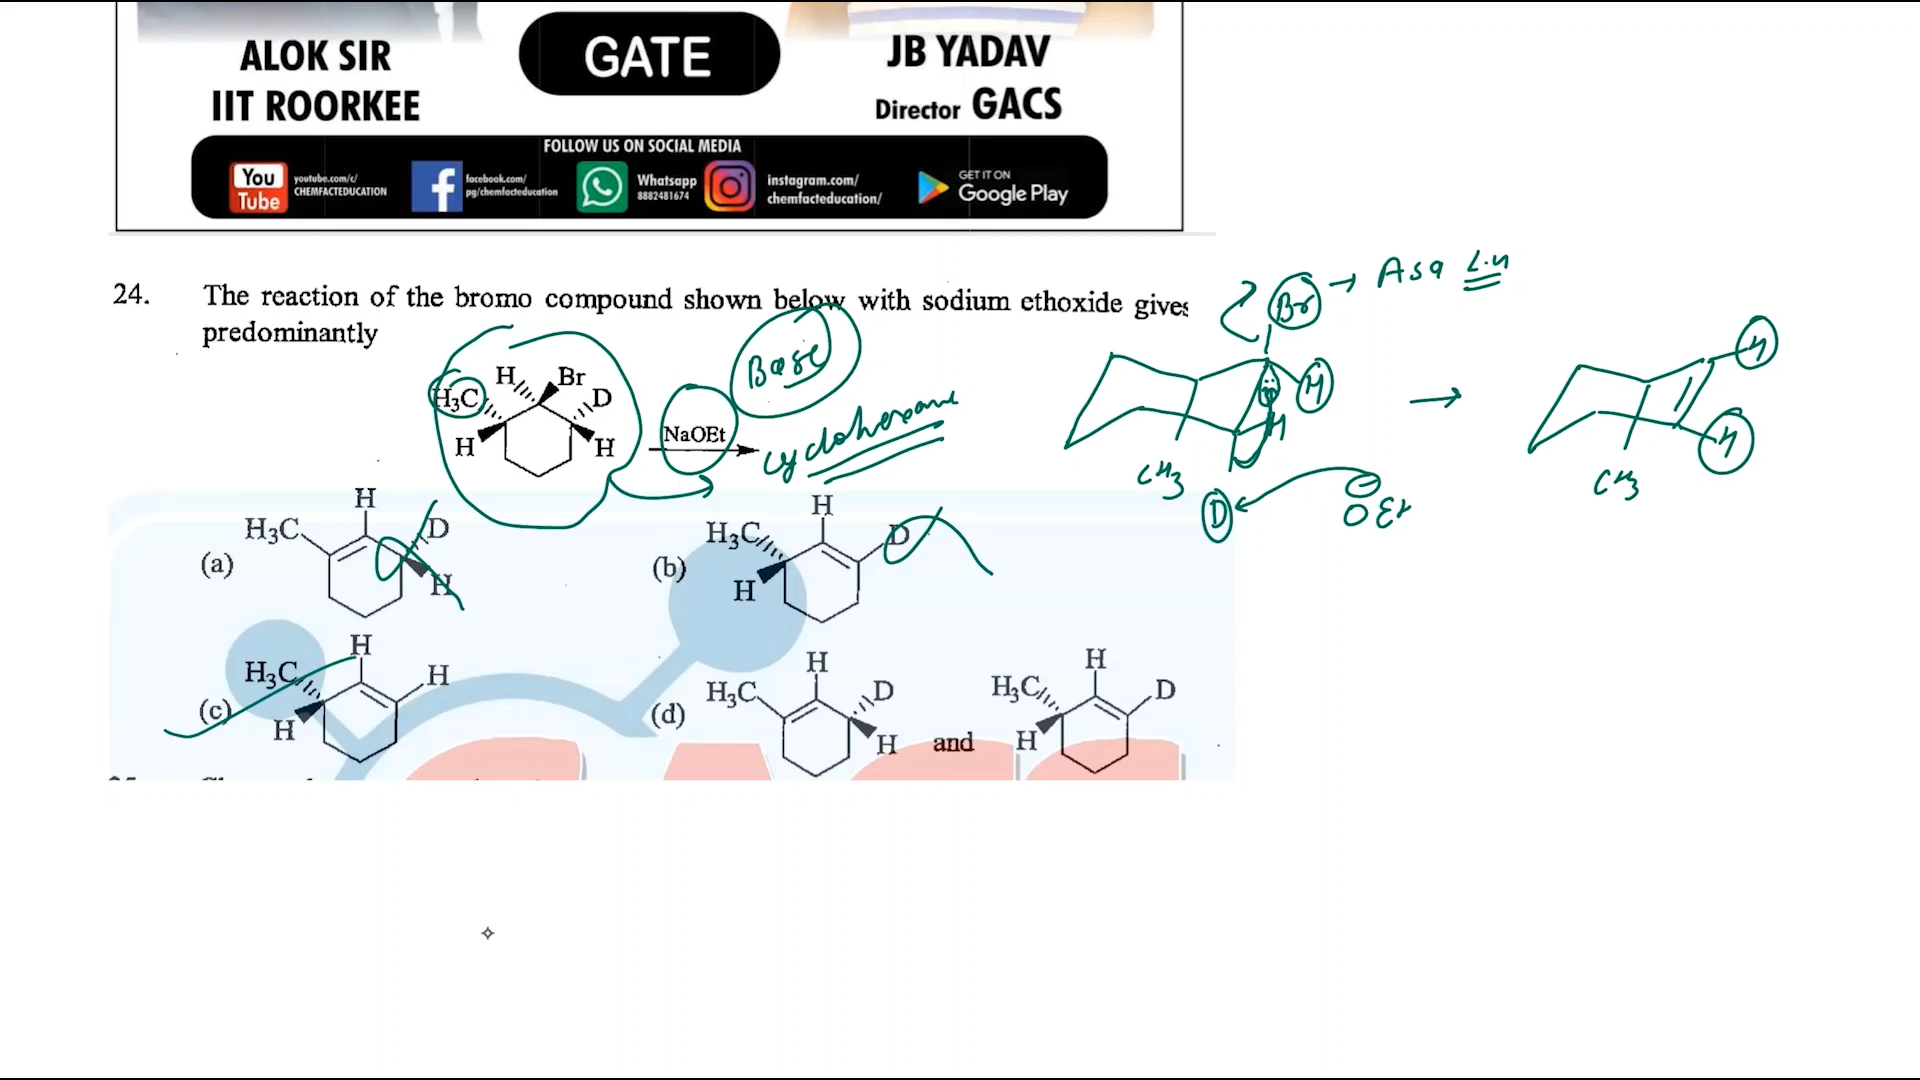 ALOK SIR
IIT ROORKEE
GATE
JB YADAV
Director GACS
FOLLOW US ON SOCIAL MEDIA
You Tube
youtube.com/c/
CHEMFACTEDUCATION
f
facebook.com/
pg/chemfacteducation
Whatsapp
8882481674
instagram.com/
chemfacteducation/
GET IT ON
Google Play
24. The reaction of the bromo compound shown below with sodium ethoxide gives
predominantly
H Br
H3C D
H H
NaOEt
Base
cyclohexane
Br → As a L.G
H
H
CH3
D
OEt
H
H
CH3
(a)
H
H3C D
H
(b)
H
H3C D
H
(c)
H
H3C H
H
(d)
H
H3C D
H
and
H
H3C D
H